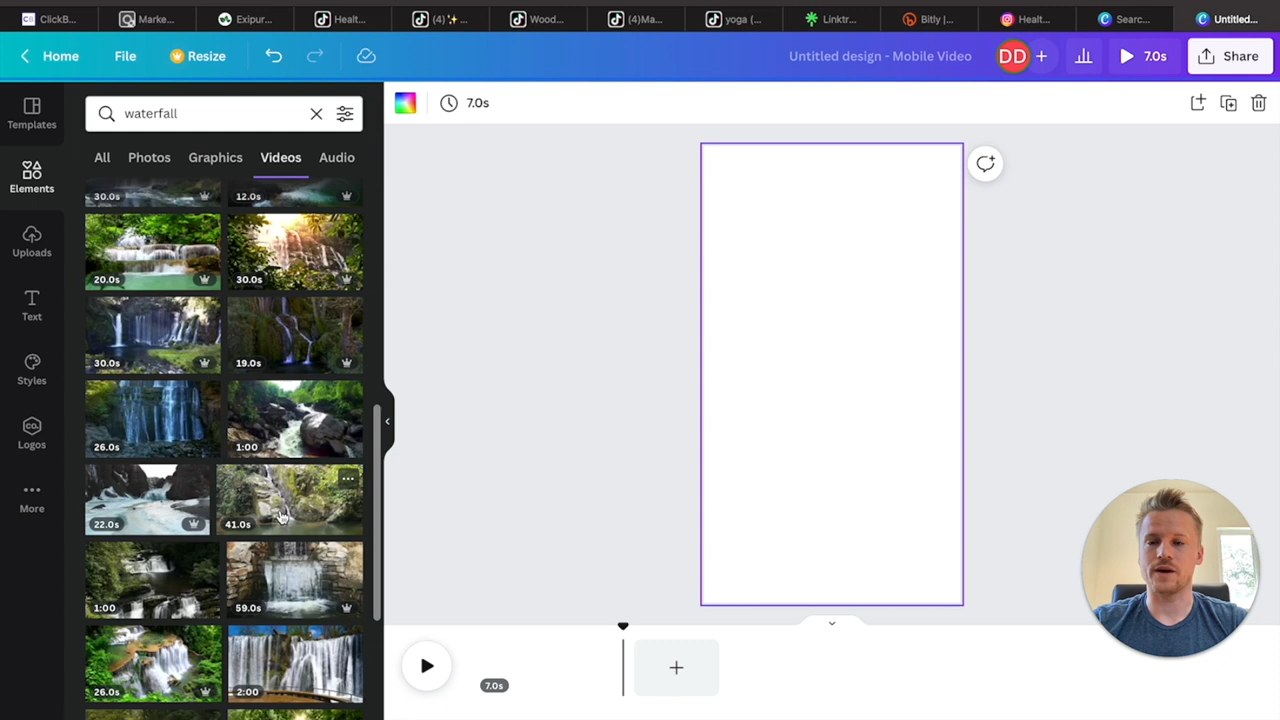 ClickB...
Marke...
Exipur...
Healt...
(4)✨...
Wood...
(4)Ma...
yoga (...
Linktr...
Bitly |...
Healt...
Searc...
Untitled...
Home
File
Resize
Untitled design - Mobile Video
DD
+
7.0s
Share
Templates
Elements
Uploads
Text
Styles
CO.
Logos
More
waterfall
All
Photos
Graphics
Videos
Audio
30.0s
12.0s
20.0s
30.0s
30.0s
19.0s
26.0s
1:00
22.0s
41.0s
1:00
59.0s
26.0s
2:00
7.0s
7.0s